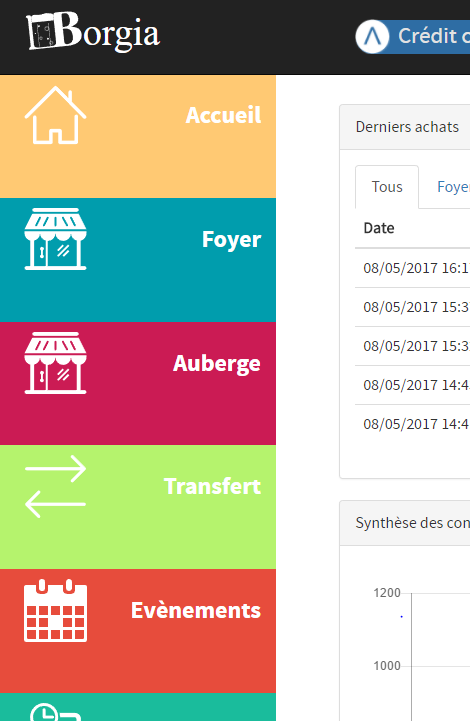 Borgia
Crédit
Accueil
Foyer
Auberge
Transfert
Evènements
Derniers achats
Tous
Date
08/05/2017 16:1
08/05/2017 15:3
08/05/2017 15:3
08/05/2017 14:4
08/05/2017 14:4
Synthèse des con
1200
1000